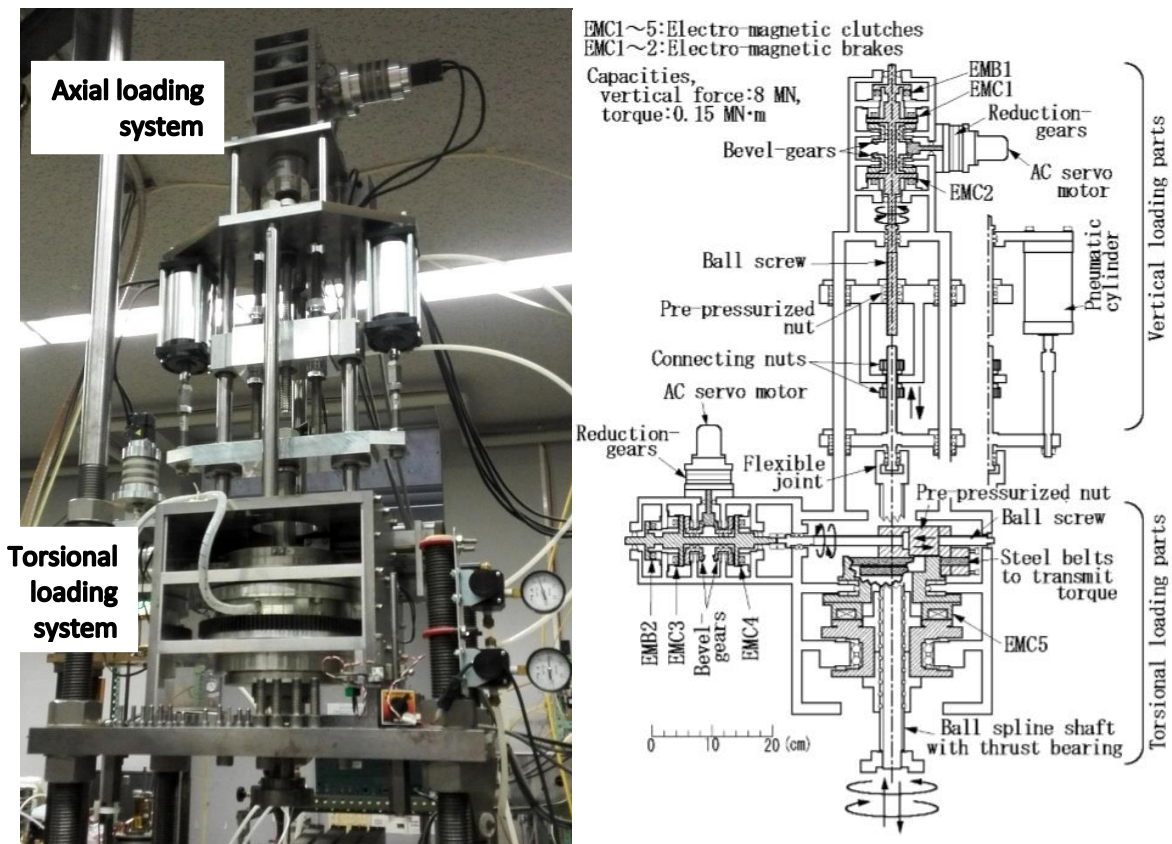 Axial loading
system
Torsional
loading
system
EMC1～5:Electro-magnetic clutches
EMC1～2:Electro-magnetic brakes
Capacities,
vertical force:8 MN,
torque:0.15 MN·m
EMB1
EMC1
Reduction-
gears
Bevel-gears
AC servo
motor
EMC2
Ball screw
Pneumatic
cylinder
Pre-pressurized
nut
Connecting nuts
Vertical loading parts
AC servo motor
Reduction-
gears
Flexible
joint
Pre-pressurized nut
Ball screw
Steel belts
to transmit
torque
EMB2
EMC3
Bevel-
gears
EMC4
EMC5
Torsional loading parts
Ball spline shaft
with thrust bearing
0 10 20 (cm)